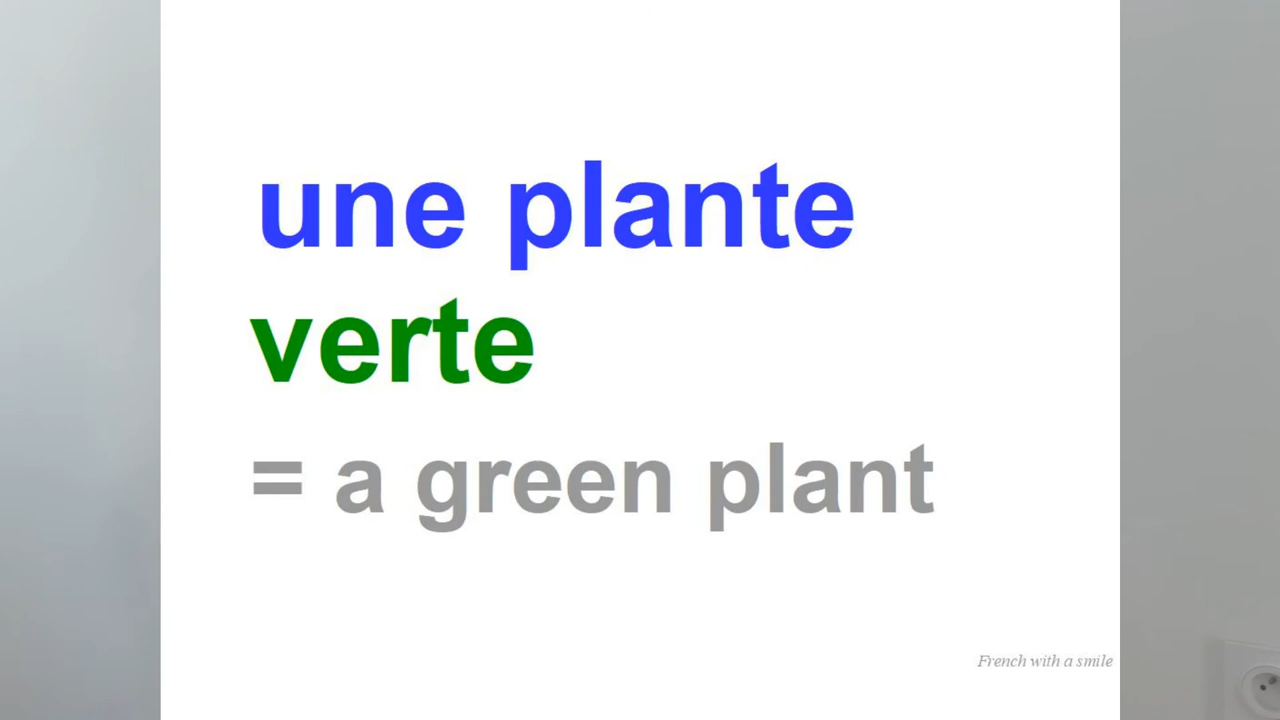 une plante
verte
= a green plant
French with a smile